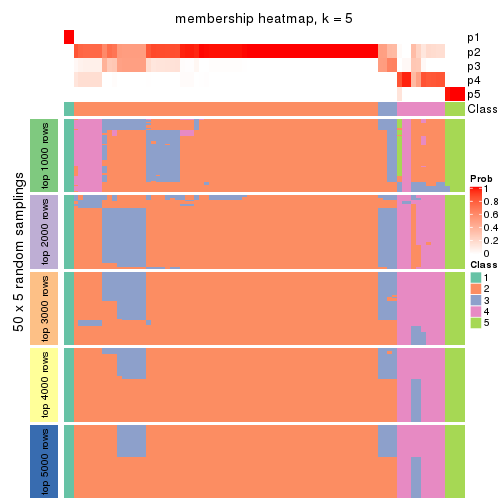 membership heatmap, k = 5
p1
p2
p3
p4
p5
Class
50 x 5 random samplings
top 1000 rows
top 2000 rows
top 3000 rows
top 4000 rows
top 5000 rows
Prob
1
0.8
0.6
0.4
0.2
0
Class
1
2
3
4
5